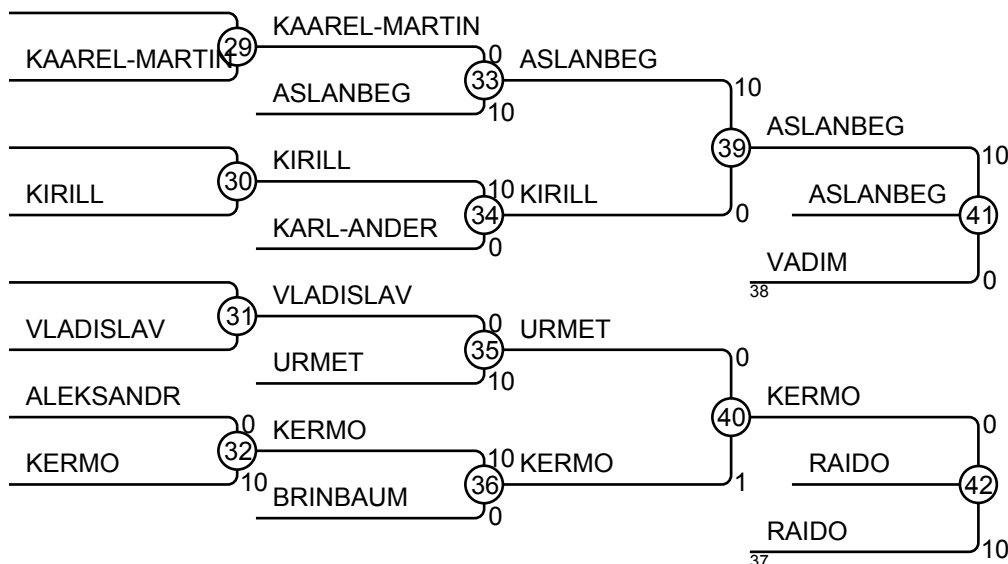 KAAREL-MARTIN
29
KAAREL-MARTIN
0
33
10
ASLANBEG
ASLANBEG
10
39
0
ASLANBEG
10
KIRILL
30
KIRILL
10
34
0
KARL-ANDER
KIRILL
ASLANBEG
41
VADIM
38
0
VLADISLAV
31
VLADISLAV
0
35
10
URMET
URMET
0
40
1
KERMO
0
ALEKSANDR
0
32
10
KERMO
KERMO
10
36
0
BRINBAUM
KERMO
RAIDO
42
RAIDO
37
10